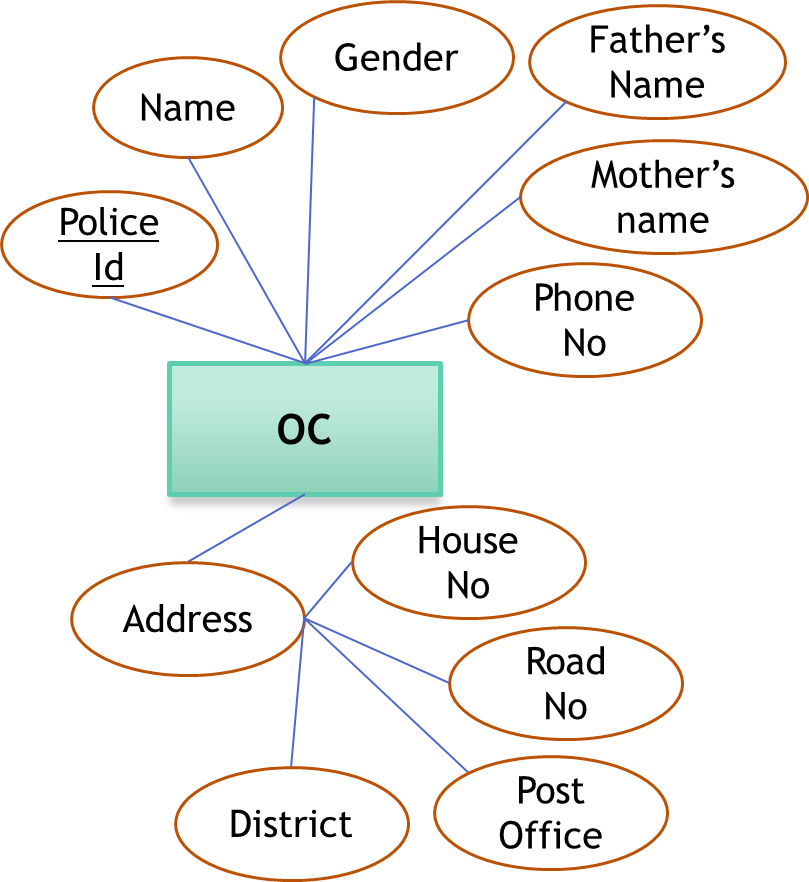 Gender
Father's
Name
Name
Mother's
name
Police
Id
Phone
No
OC
House
No
Address
Road
No
Post
Office
District